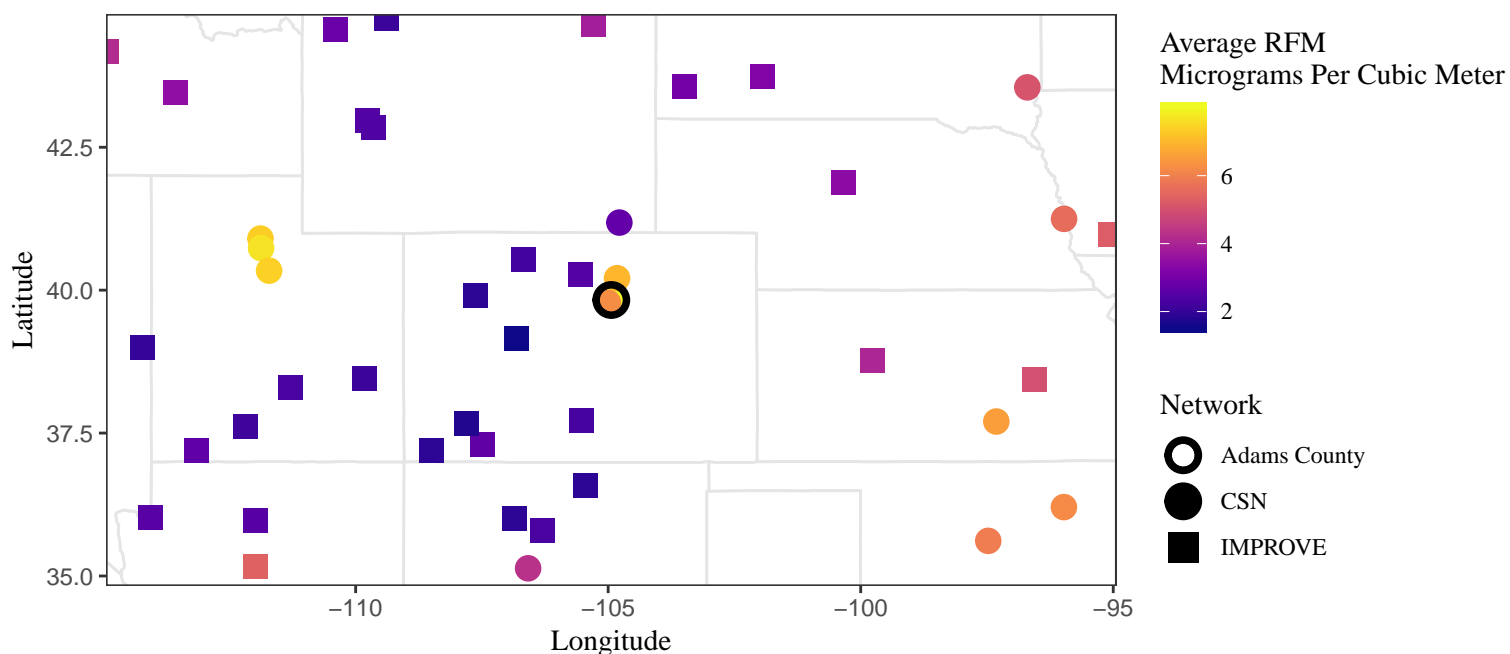 Average RFM
Micrograms Per Cubic Meter
6
4
2
Network
Adams County
CSN
IMPROVE
Latitude
42.5
40.0
37.5
35.0
−110
−105
−100
−95
Longitude